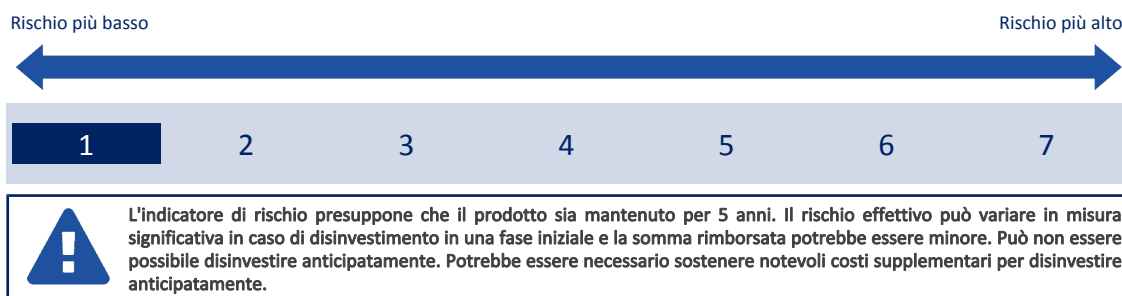 Rischio più basso
Rischio più alto
1 2 3 4 5 6 7
L'indicatore di rischio presuppone che il prodotto sia mantenuto per 5 anni. Il rischio effettivo può variare in misura
significativa in caso di disinvestimento in una fase iniziale e la somma rimborsata potrebbe essere minore. Può non essere
possibile disinvestire anticipatamente. Potrebbe essere necessario sostenere notevoli costi supplementari per disinvestire
anticipatamente.